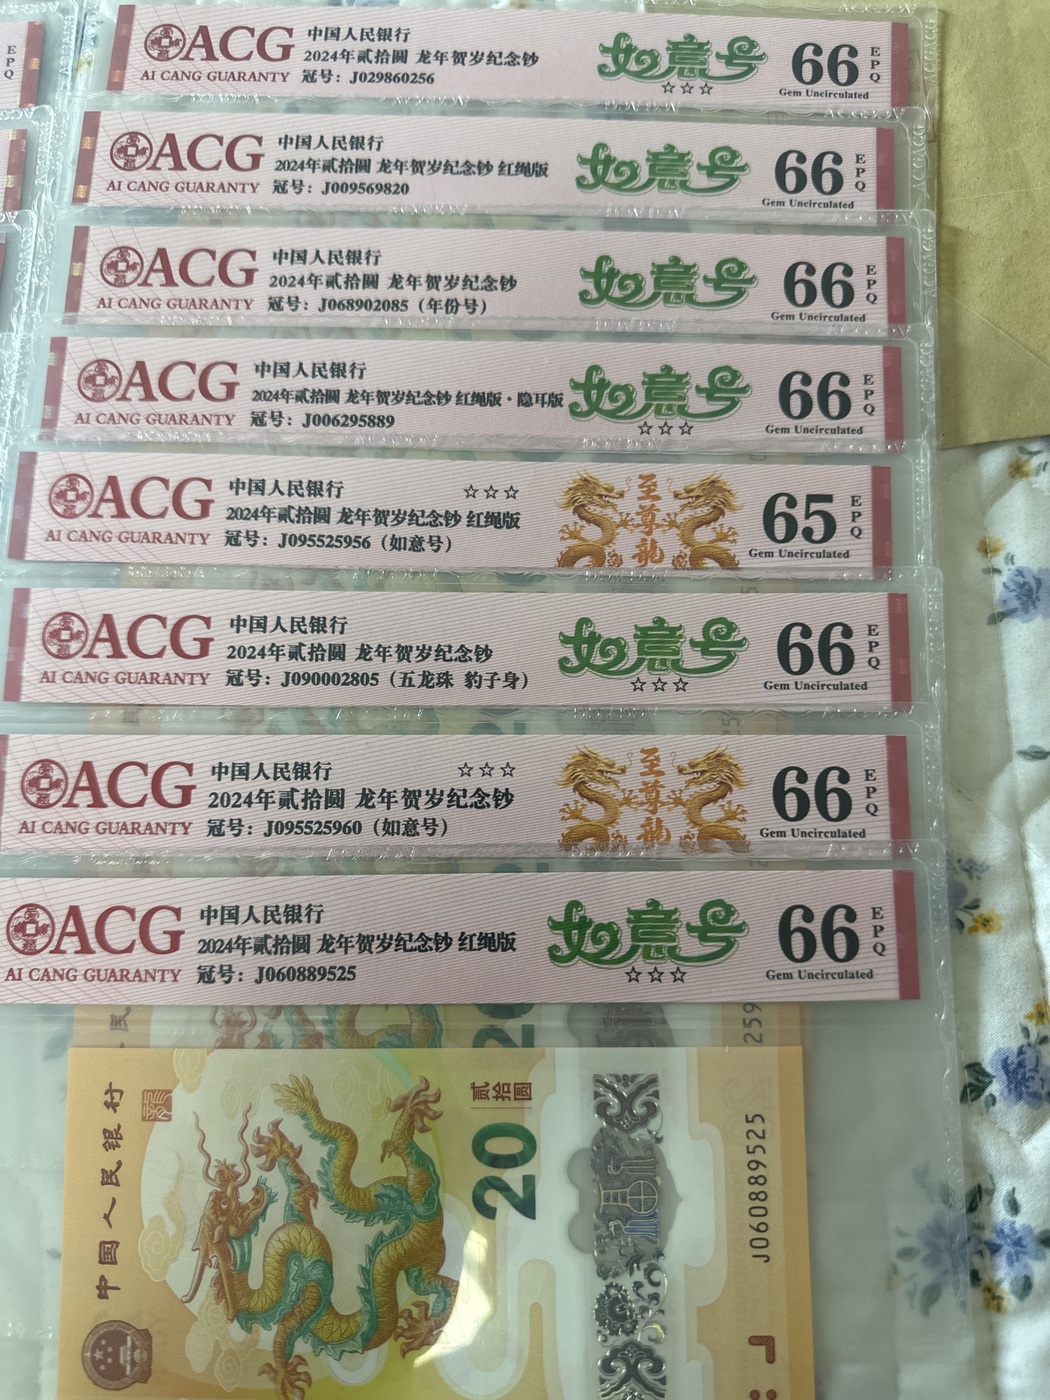 E
P
Q
ACG
AI CANG GUARANTY
中国人民银行
2024年贰拾圆 龙年贺岁纪念钞
冠号：J029860256
如意号
☆☆☆
66
Gem Uncirculated
EPQ
ACG
AI CANG GUARANTY
中国人民银行
2024年贰拾圆 龙年贺岁纪念钞 红绳版
冠号：J009569820
如意号
66
Gem Uncirculated
EPQ
ACG
AI CANG GUARANTY
中国人民银行
2024年贰拾圆 龙年贺岁纪念钞
冠号：J068902085（年份号）
如意号
66
Gem Uncirculated
EPQ
ACG
AI CANG GUARANTY
中国人民银行
2024年贰拾圆 龙年贺岁纪念钞 红绳版·隐耳版
冠号：J006295889
如意号
☆☆☆
66
Gem Uncirculated
EPQ
ACG
AI CANG GUARANTY
中国人民银行 ☆☆☆
2024年贰拾圆 龙年贺岁纪念钞 红绳版
冠号：J095525956（如意号）
至尊龍
65
Gem Uncirculated
EPQ
ACG
AI CANG GUARANTY
中国人民银行
2024年贰拾圆 龙年贺岁纪念钞
冠号：J090002805（五龙珠 豹子身）
如意号
☆☆☆
66
Gem Uncirculated
EPQ
ACG
AI CANG GUARANTY
中国人民银行 ☆☆☆
2024年贰拾圆 龙年贺岁纪念钞
冠号：J095525960（如意号）
至尊龍
66
Gem Uncirculated
EPQ
ACG
AI CANG GUARANTY
中国人民银行
2024年贰拾圆 龙年贺岁纪念钞 红绳版
冠号：J060889525
如意号
☆☆☆
66
Gem Uncirculated
EPQ
中国人民银行
贰拾圆
20
J060889525